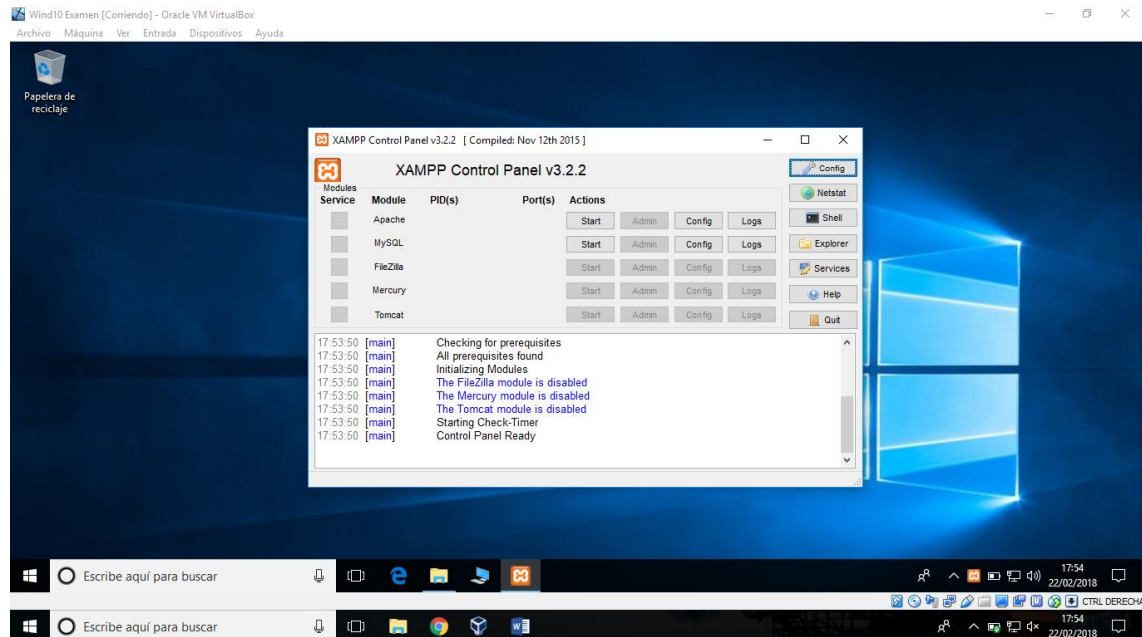 Wind10 Examen [Corriendo] - Oracle VM VirtualBox
Archivo Máquina Ver Entrada Dispositivos Ayuda
Papelera de reciclaje
XAMPP Control Panel v3.2.2 [ Compiled: Nov 12th 2015 ]
XAMPP Control Panel v3.2.2
Config
Modules
Service Module PID(s) Port(s) Actions
Netstat
Apache Start Admin Config Logs Shell
MySQL Start Admin Config Logs Explorer
FileZilla Start Admin Config Logs Services
Mercury Start Admin Config Logs Help
Tomcat Start Admin Config Logs Quit
17:53:50 [main] Checking for prerequisites
17:53:50 [main] All prerequisites found
17:53:50 [main] Initializing Modules
17:53:50 [main] The FileZilla module is disabled
17:53:50 [main] The Mercury module is disabled
17:53:50 [main] The Tomcat module is disabled
17:53:50 [main] Starting Check-Timer
17:53:50 [main] Control Panel Ready
Escribe aquí para buscar
17:54
22/02/2018
CTRL DERECHA
Escribe aquí para buscar
17:54
22/02/2018